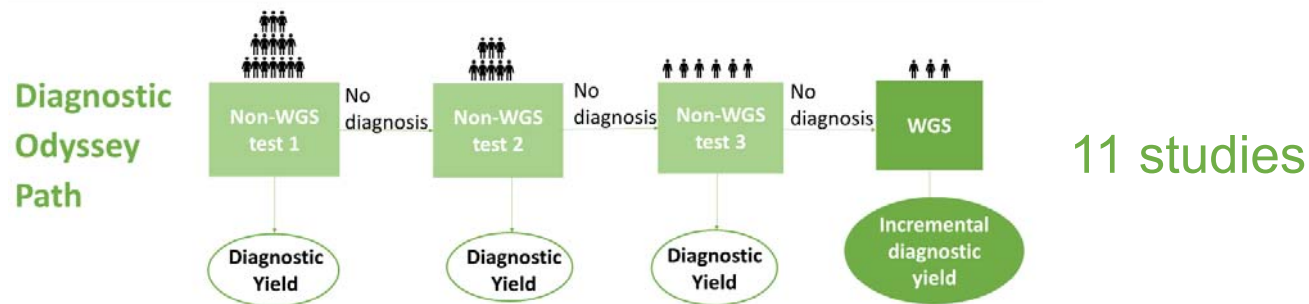 Diagnostic
Odyssey
Path
Non-WGS
test 1
No
diagnosis
Non-WGS
test 2
No
diagnosis
Non-WGS
test 3
No
diagnosis
WGS
11 studies
Diagnostic
Yield
Diagnostic
Yield
Diagnostic
Yield
Incremental
diagnostic
yield